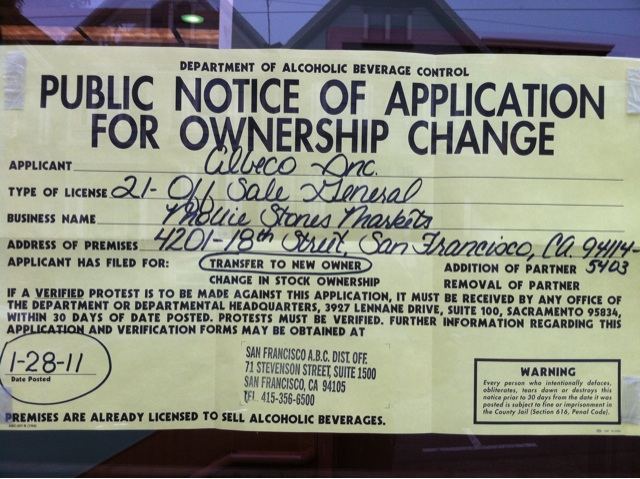 DEPARTMENT OF ALCOHOLIC BEVERAGE CONTROL
PUBLIC NOTICE OF APPLICATION
FOR OWNERSHIP CHANGE
APPLICANT Albeco Inc.
TYPE OF LICENSE 21- Off Sale General
BUSINESS NAME Mollie Stones Markets
ADDRESS OF PREMISES 4201-18th Street, San Francisco, CA. 94114-
5403
APPLICANT HAS FILED FOR: TRANSFER TO NEW OWNER ADDITION OF PARTNER
CHANGE IN STOCK OWNERSHIP REMOVAL OF PARTNER
IF A VERIFIED PROTEST IS TO BE MADE AGAINST THIS APPLICATION, IT MUST BE RECEIVED BY ANY OFFICE OF
THE DEPARTMENT OR DEPARTMENTAL HEADQUARTERS, 3927 LENNANE DRIVE, SUITE 100, SACRAMENTO 95834,
WITHIN 30 DAYS OF DATE POSTED. PROTESTS MUST BE VERIFIED. FURTHER INFORMATION REGARDING THIS
APPLICATION AND VERIFICATION FORMS MAY BE OBTAINED AT
1-28-11
Date Posted
SAN FRANCISCO A.B.C. DIST. OFF.
71 STEVENSON STREET, SUITE 1500
SAN FRANCISCO, CA 94105
TEL. 415-356-6500
WARNING
Every person who intentionally defaces,
obliterates, tears down or destroys this
notice prior to 30 days from the date it was
posted is subject to fine or imprisonment in
the County Jail (Section 616, Penal Code).
PREMISES ARE ALREADY LICENSED TO SELL ALCOHOLIC BEVERAGES.